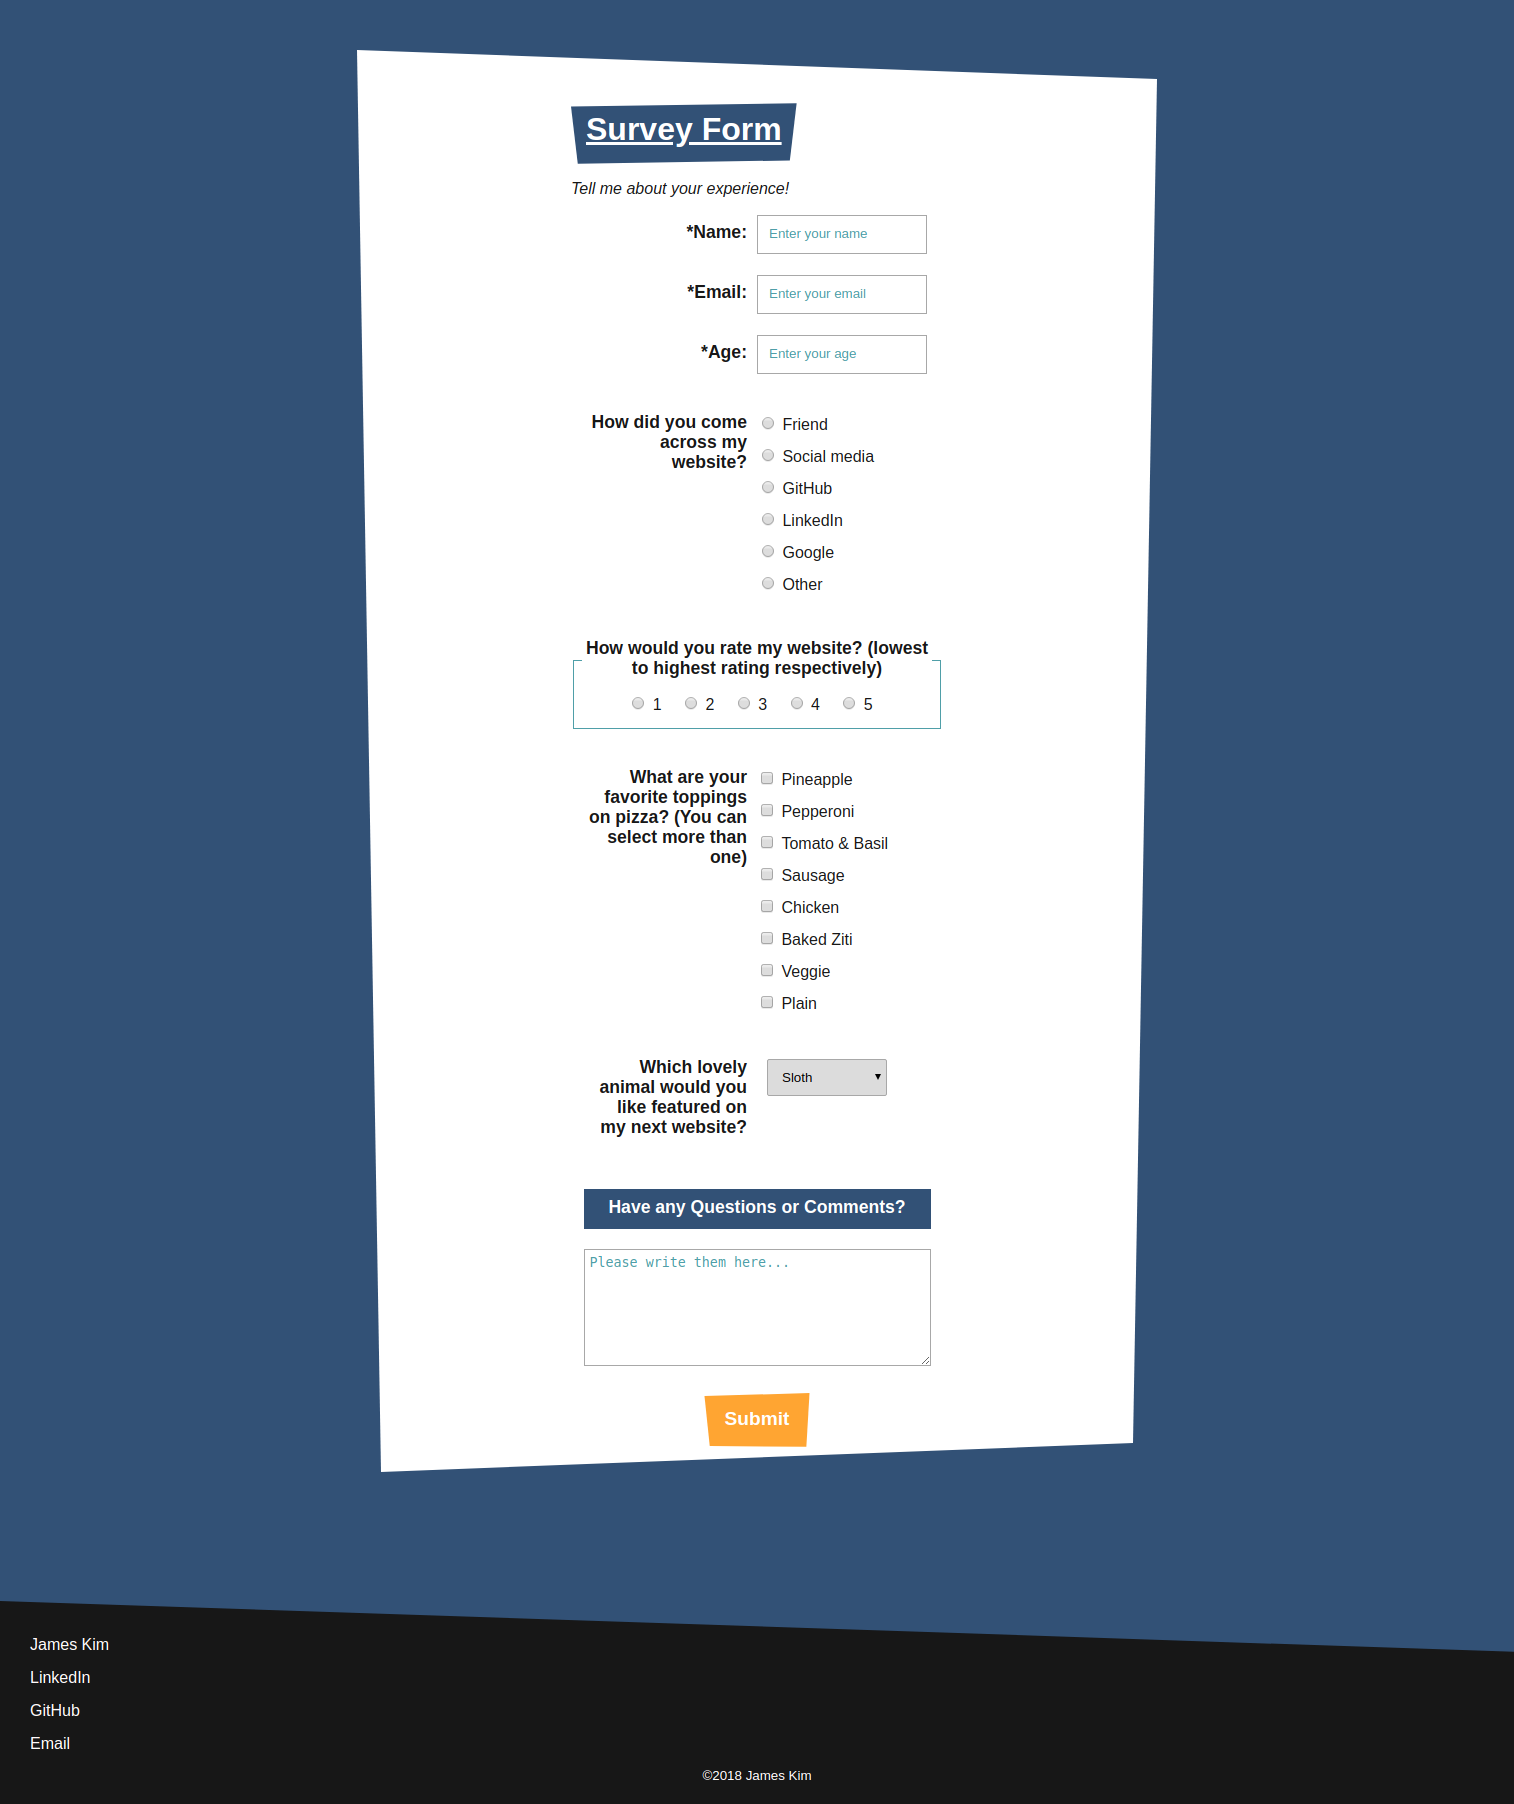 Survey Form
Tell me about your experience!
*Name: Enter your name
*Email: Enter your email
*Age: Enter your age
How did you come
across my
website?
Friend
Social media
GitHub
LinkedIn
Google
Other
How would you rate my website? (lowest
to highest rating respectively)
1 2 3 4 5
What are your
favorite toppings
on pizza? (You can
select more than
one)
Pineapple
Pepperoni
Tomato & Basil
Sausage
Chicken
Baked Ziti
Veggie
Plain
Which lovely
animal would you
like featured on
my next website?
Sloth
Have any Questions or Comments?
Please write them here...
Submit
James Kim
LinkedIn
GitHub
Email
©2018 James Kim